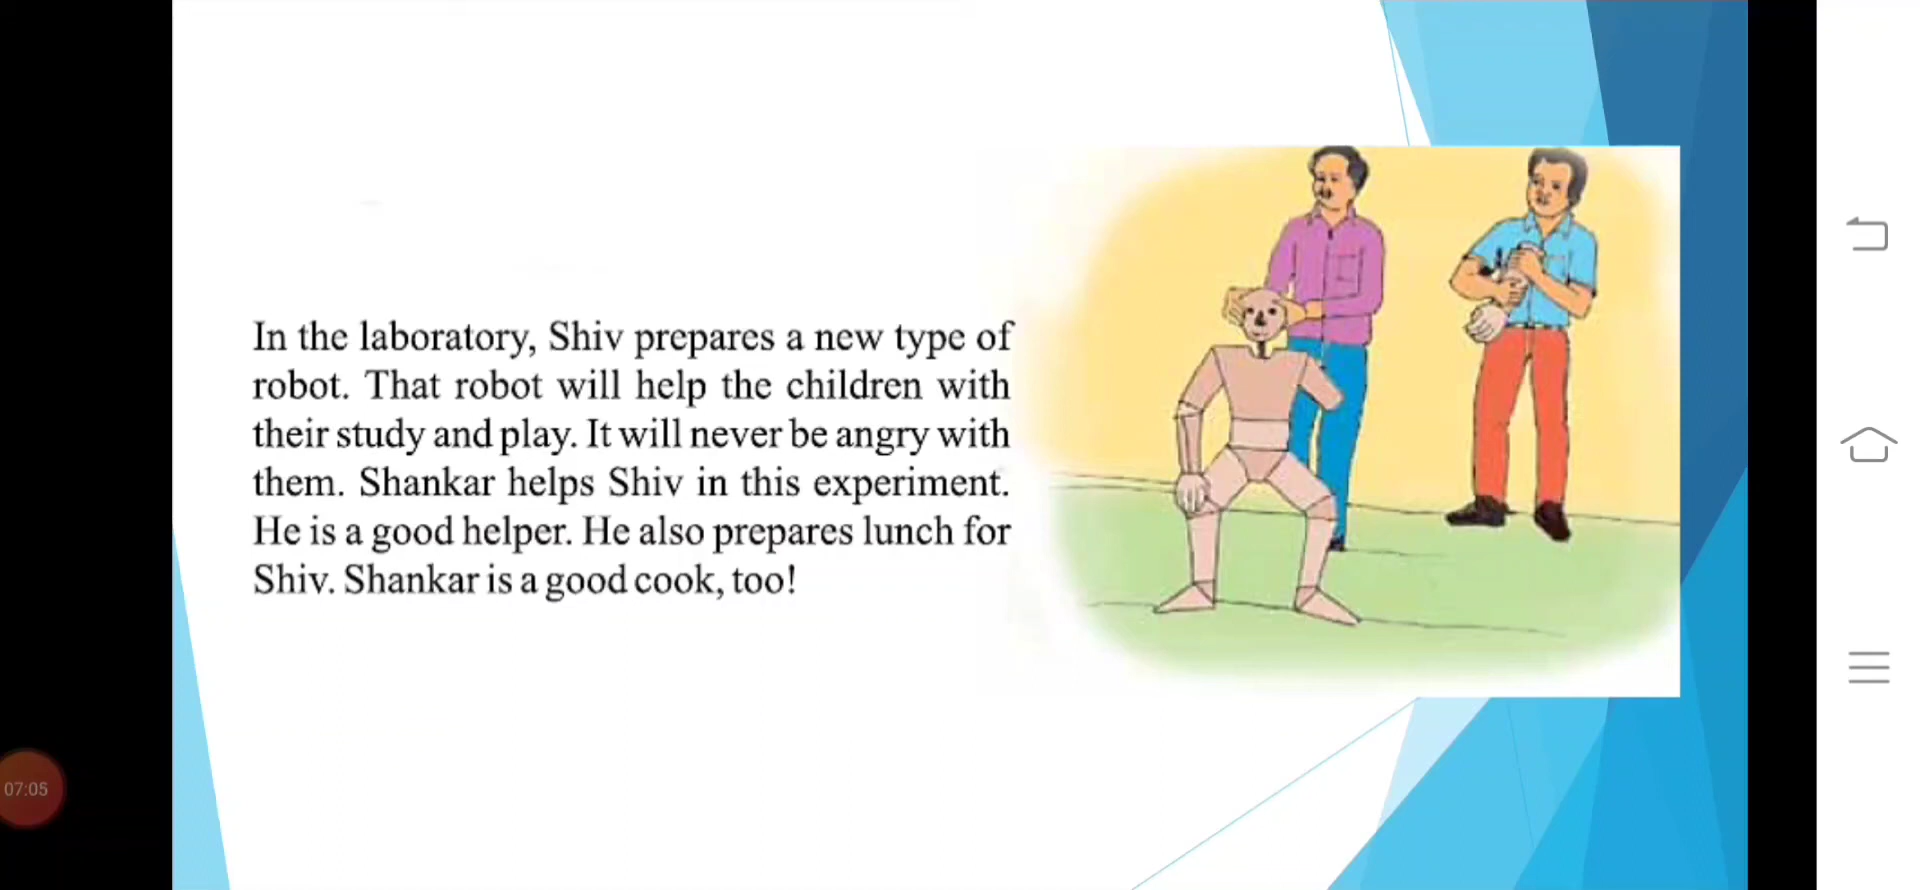 In the laboratory, Shiv prepares a new type of
robot. That robot will help the children with
their study and play. It will never be angry with
them. Shankar helps Shiv in this experiment.
He is a good helper. He also prepares lunch for
Shiv. Shankar is a good cook, too!
07:05